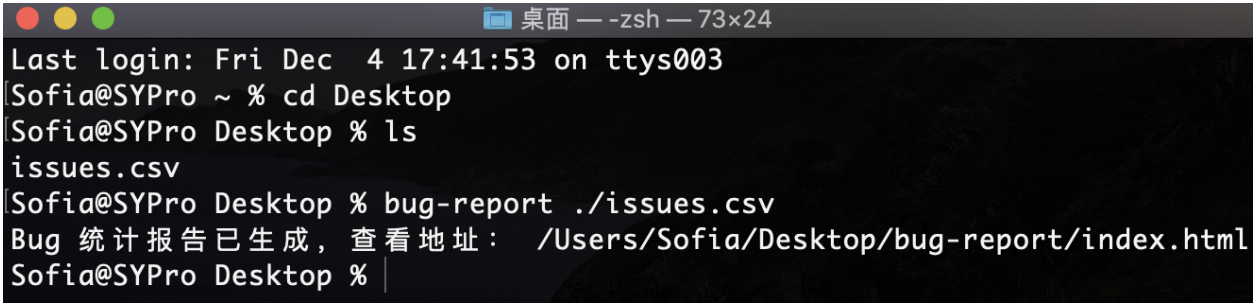 桌面 — -zsh — 73×24
Last login: Fri Dec  4 17:41:53 on ttys003
[Sofia@SYPro ~ % cd Desktop
[Sofia@SYPro Desktop % ls
issues.csv
[Sofia@SYPro Desktop % bug-report ./issues.csv
Bug 统计报告已生成，查看地址： /Users/Sofia/Desktop/bug-report/index.html
Sofia@SYPro Desktop %